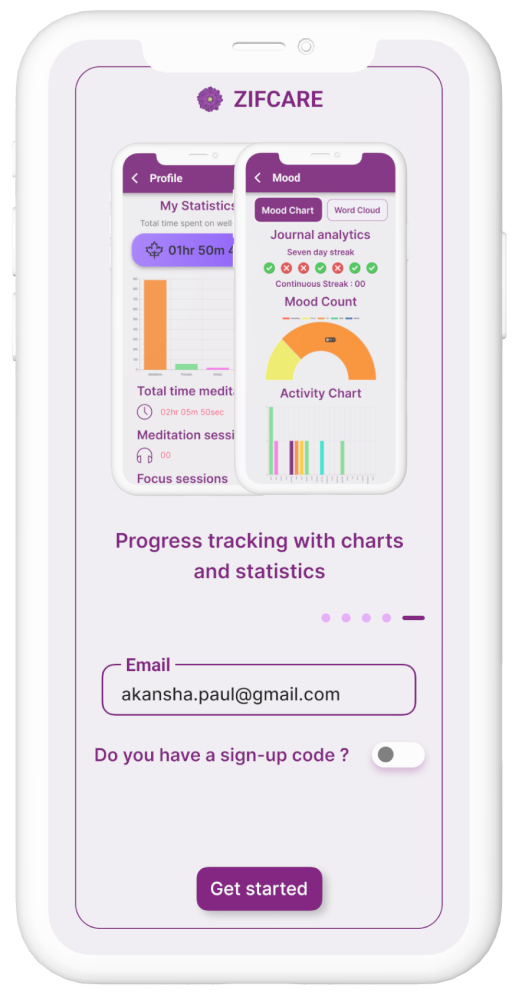 ZIFCARE
Profile
My Statistics
Total time spent on well
01hr 50m
Total time medit
02hr 05m 50sec
Meditation sessi
00
Focus sessions
Mood
Mood Chart
Word Cloud
Journal analytics
Seven day streak
Continuous Streak : 00
Mood Count
Activity Chart
Progress tracking with charts
and statistics
Email
akansha.paul@gmail.com
Do you have a sign-up code ?
Get started